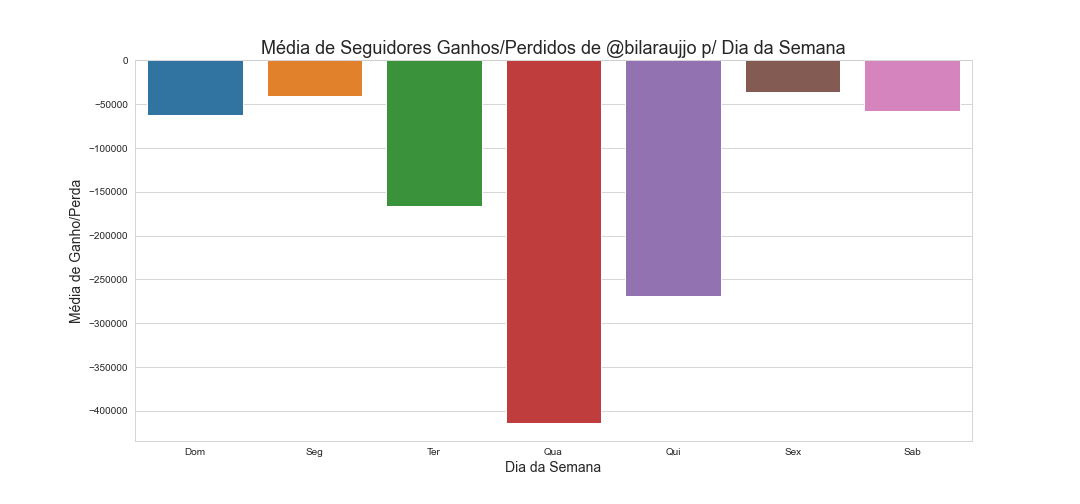 Média de Seguidores Ganhos/Perdidos de @bilaraujjo p/ Dia da Semana
0
−50000
−100000
−150000
−200000
−250000
−300000
−350000
−400000
Média de Ganho/Perda
Dom Seg Ter Qua Qui Sex Sab
Dia da Semana